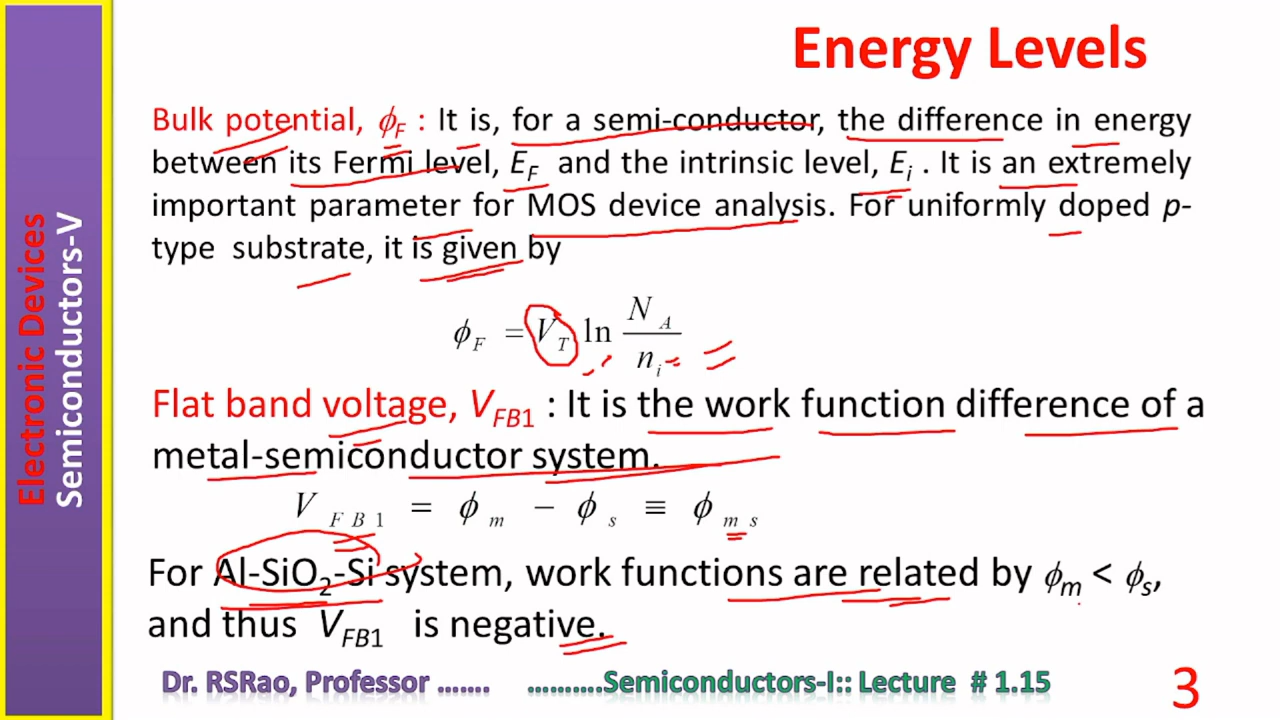 Energy Levels
Electronic Devices
Semiconductors-V
Bulk potential, ϕF : It is, for a semi-conductor, the difference in energy
between its Fermi level, EF and the intrinsic level, Ei . It is an extremely
important parameter for MOS device analysis. For uniformly doped p-
type substrate, it is given by
ϕF = VT ln NA / ni
Flat band voltage, VFB1 : It is the work function difference of a
metal-semiconductor system.
VFB1 = ϕm − ϕs ≡ ϕms
For Al-SiO2-Si system, work functions are related by ϕm < ϕs,
and thus VFB1 is negative.
Dr. RSRao, Professor ....... ..........Semiconductors-I:: Lecture # 1.15
3